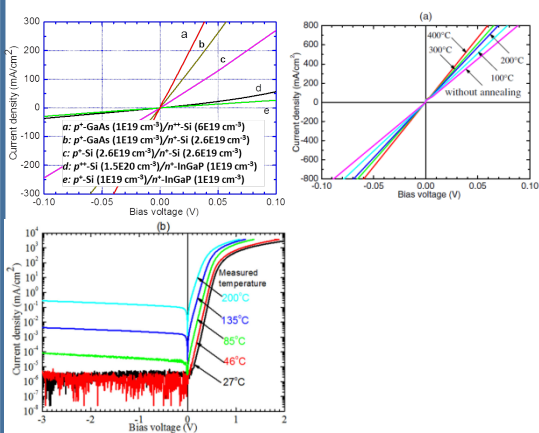 300
200
100
0
-100
-200
-300
Current density (mA/cm²)
a
b
c
d
e
a: p⁺-GaAs (1E19 cm⁻³)/n⁺⁺-Si (6E19 cm⁻³)
b: p⁺-GaAs (1E19 cm⁻³)/n⁺-Si (2.6E19 cm⁻³)
c: p⁺-Si (2.6E19 cm⁻³)/n⁺-Si (2.6E19 cm⁻³)
d: p⁺⁺-Si (1.5E20 cm⁻³)/n⁺-InGaP (1E19 cm⁻³)
e: p⁺-Si (1E19 cm⁻³)/n⁺-InGaP (1E19 cm⁻³)
-0.10 -0.05 0.00 0.05 0.10
Bias voltage (V)
(a)
800
600
400
200
0
-200
-400
-600
-800
Current density (mA/cm²)
400°C
300°C
200°C
100°C
without annealing
-0.10 -0.05 0.00 0.05 0.10
Bias voltage (V)
(b)
10⁴
10³
10²
10¹
10⁰
10⁻¹
10⁻²
10⁻³
10⁻⁴
10⁻⁵
10⁻⁶
10⁻⁷
10⁻⁸
Current density (mA/cm²)
Measured
temperature
200°C
135°C
85°C
46°C
27°C
-3 -2 -1 0 1 2
Bias voltage (V)